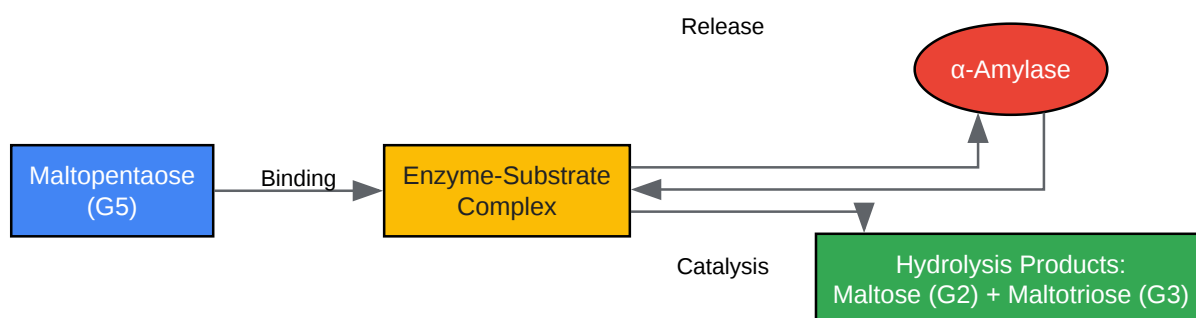 Release
α-Amylase
Maltopentaose
(G5)
Binding
Enzyme-Substrate
Complex
Catalysis
Hydrolysis Products:
Maltose (G2) + Maltotriose (G3)